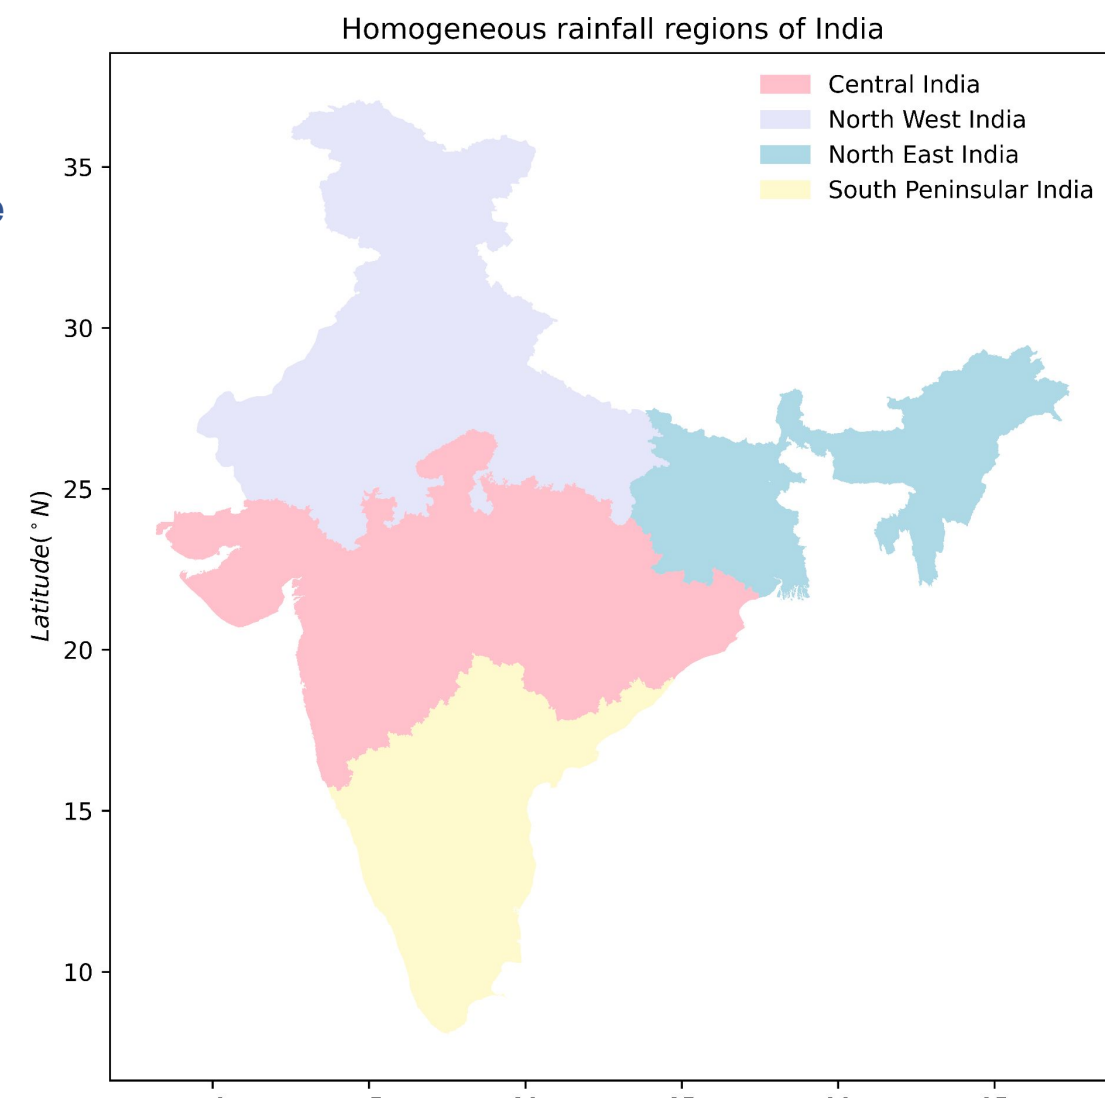 Homogeneous rainfall regions of India
Central India
North West India
North East India
South Peninsular India
e
35
30
25
20
15
10
Latitude(°N)